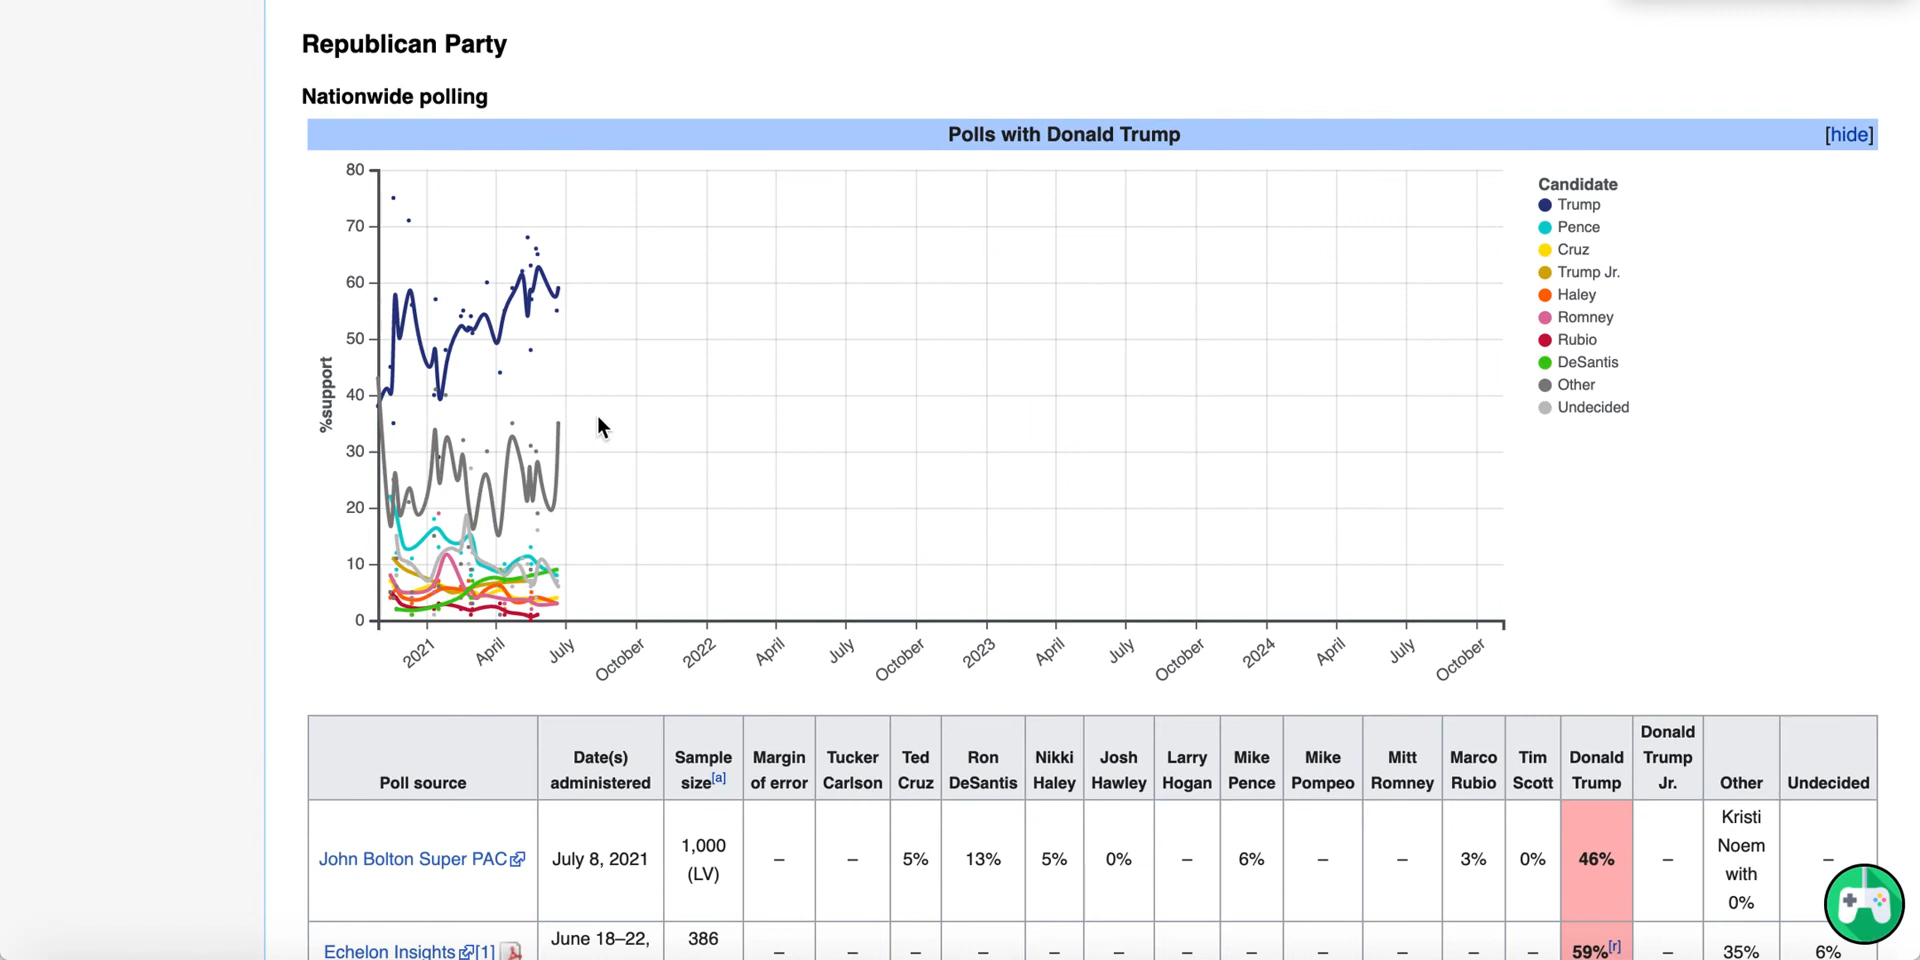 Republican Party
Nationwide polling
Polls with Donald Trump
[hide]
80
70
60
50
40
30
20
10
0
%support
2021
April
July
October
2022
April
July
October
2023
April
July
October
2024
April
July
October
Candidate
Trump
Pence
Cruz
Trump Jr.
Haley
Romney
Rubio
DeSantis
Other
Undecided
Poll source
Date(s)
administered
Sample
size[a]
Margin
of error
Tucker
Carlson
Ted
Cruz
Ron
DeSantis
Nikki
Haley
Josh
Hawley
Larry
Hogan
Mike
Pence
Mike
Pompeo
Mitt
Romney
Marco
Rubio
Tim
Scott
Donald
Trump
Donald
Trump
Jr.
Other
Undecided
John Bolton Super PAC
July 8, 2021
1,000
(LV)
–
–
5%
13%
5%
0%
–
6%
–
–
3%
0%
46%
–
Kristi
Noem
with
0%
–
Echelon Insights [1]
June 18–22,
386
–
–
–
–
–
–
–
–
–
–
–
–
59%[r]
–
35%
6%